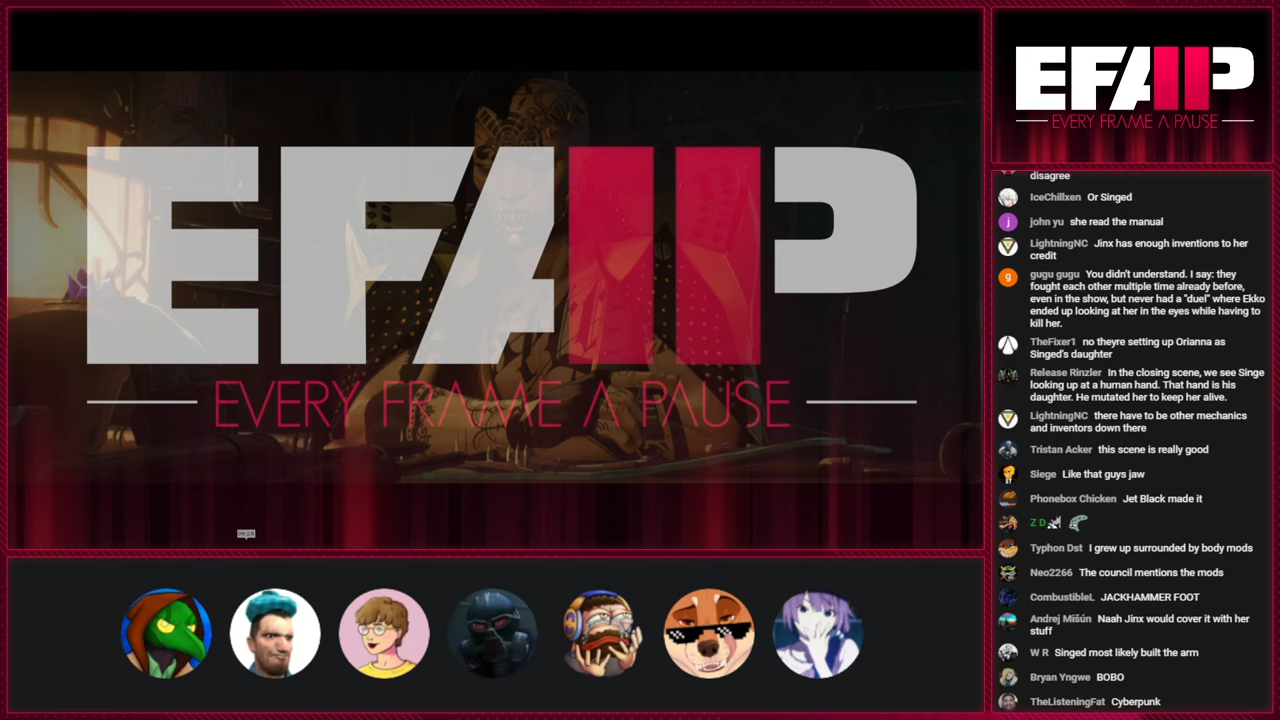 EFAP
EVERY FRAME A PAUSE
EFAP
EVERY FRAME A PAUSE
disagree
IceChillxen Or Singed
john yu she read the manual
LightningNC Jinx has enough inventions to her
credit
gugu gugu You didn't understand. I say: they
fought each other multiple time already before,
even in the show, but never had a "duel" where Ekko
ended up looking at her in the eyes while having to
kill her.
TheFixer1 no theyre setting up Orianna as
Singed's daughter
Release Rinzler In the closing scene, we see Singe
looking up at a human hand. That hand is his
daughter. He mutated her to keep her alive.
LightningNC there have to be other mechanics
and inventors down there
Tristan Acker this scene is really good
Siege Like that guys jaw
Phonebox Chicken Jet Black made it
Z D
Typhon Dst I grew up surrounded by body mods
Neo2266 The council mentions the mods
CombustibleL JACKHAMMER FOOT
Andrej Mišún Naah Jinx would cover it with her
stuff
W R Singed most likely built the arm
Bryan Yngwe BOBO
TheListeningFat Cyberpunk